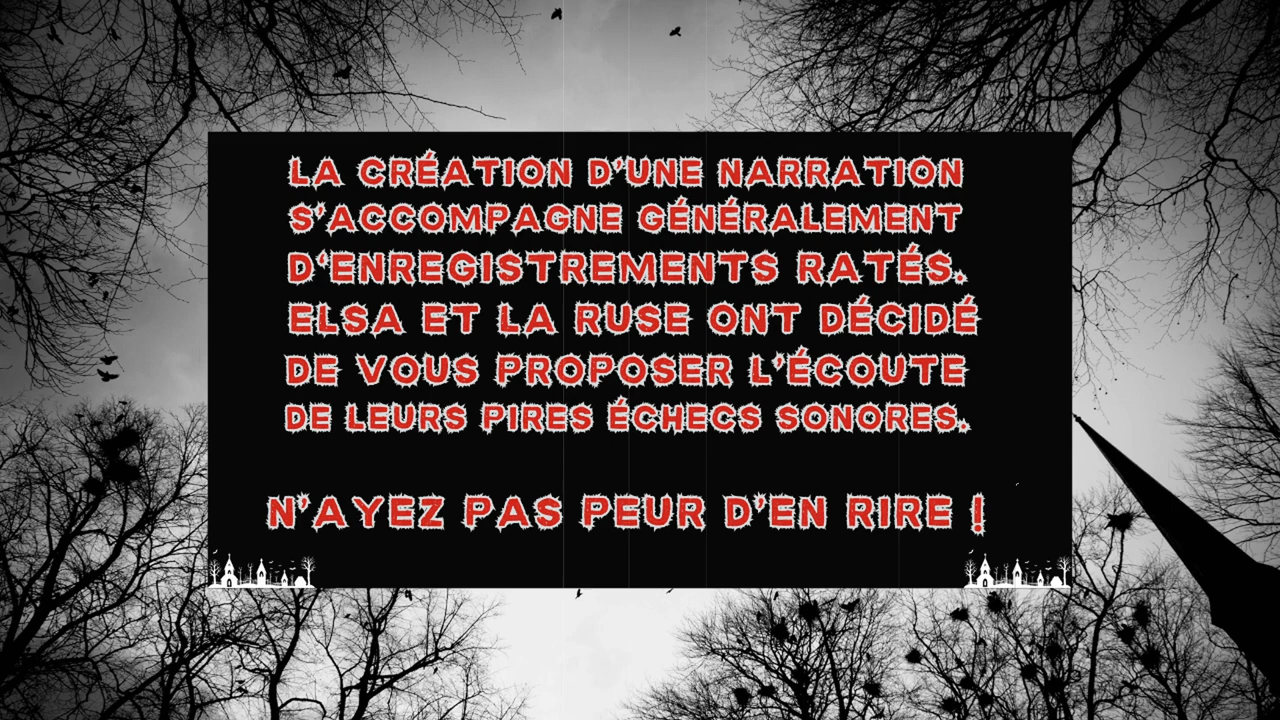 LA CRÉATION D'UNE NARRATION
S'ACCOMPAGNE GÉNÉRALEMENT
D'ENREGISTREMENTS RATÉS.
ELSA ET LA RUSE ONT DÉCIDÉ
DE VOUS PROPOSER L'ÉCOUTE
DE LEURS PIRES ÉCHECS SONORES.
N'AYEZ PAS PEUR D'EN RIRE !